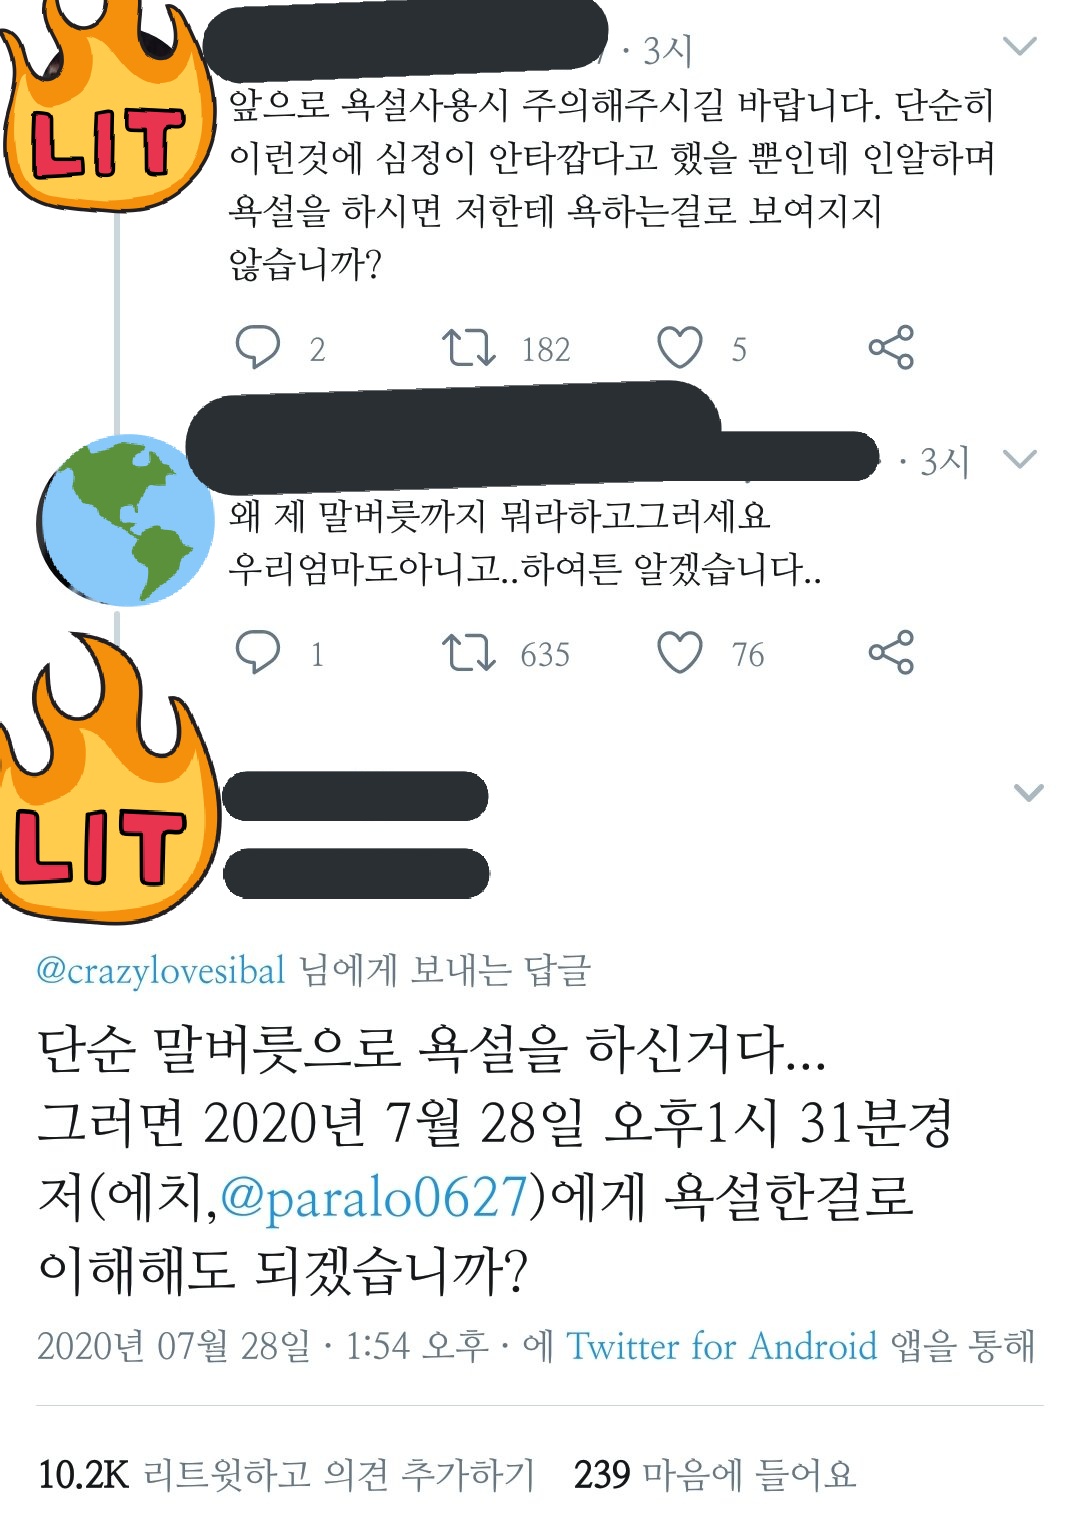 LIT
· 3시
앞으로 욕설사용시 주의해주시길 바랍니다. 단순히
이런것에 심정이 안타깝다고 했을 뿐인데 인알하며
욕설을 하시면 저한테 욕하는걸로 보여지지
않습니까?
2 182 5
· 3시
왜 제 말버릇까지 뭐라하고그러세요
우리엄마도아니고..하여튼 알겠습니다..
1 635 76
LIT
@crazylovesibal 님에게 보내는 답글
단순 말버릇으로 욕설을 하신거다...
그러면 2020년 7월 28일 오후1시 31분경
저(에치,@paralo0627)에게 욕설한걸로
이해해도 되겠습니까?
2020년 07월 28일 · 1:54 오후 · 에 Twitter for Android 앱을 통해
10.2K 리트윗하고 의견 추가하기 239 마음에 들어요